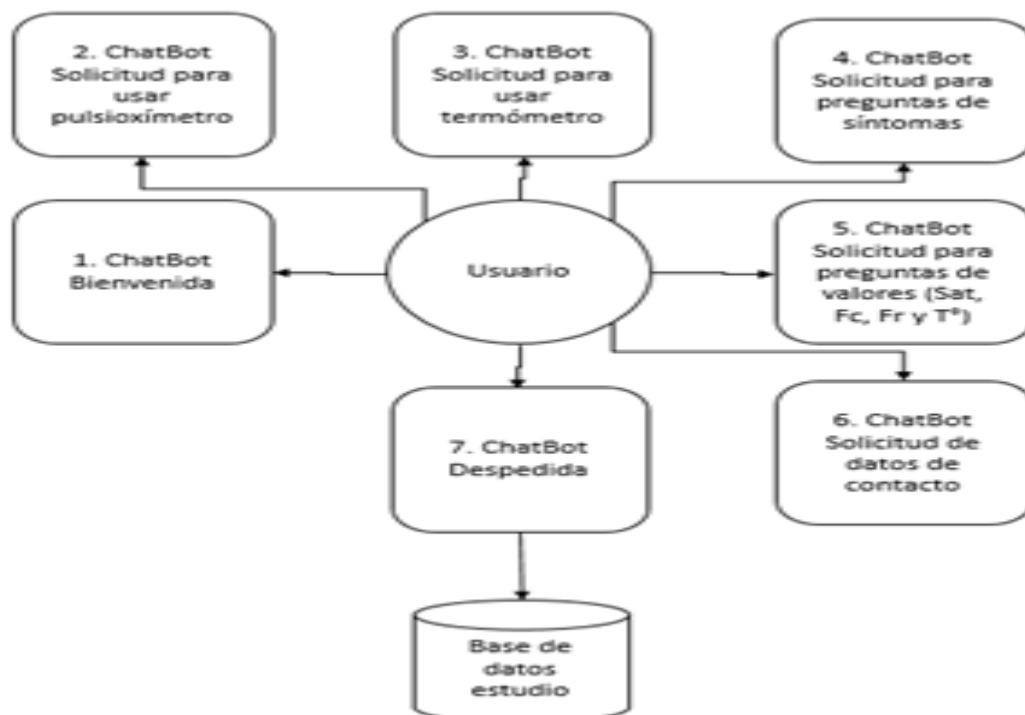 2. ChatBot
Solicitud para
usar
pulsioxímetro
3. ChatBot
Solicitud para
usar
termómetro
4. ChatBot
Solicitud para
preguntas de
síntomas
1. ChatBot
Bienvenida
Usuario
5. ChatBot
Solicitud para
preguntas de
valores (Sat,
Fc, Fr y T°)
7. ChatBot
Despedida
6. ChatBot
Solicitud de
datos de
contacto
Base de
datos
estudio